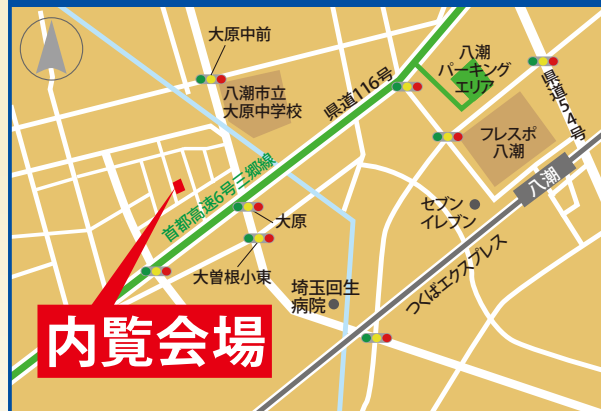 大原中前
八潮市立
大原中学校
県道116号
八潮
パーキング
エリア
県道54号
フレスポ
八潮
八潮
首都高速6号三郷線
セブン
イレブン
大原
大曽根小東
つくばエクスプレス
埼玉回生
病院
内覧会場